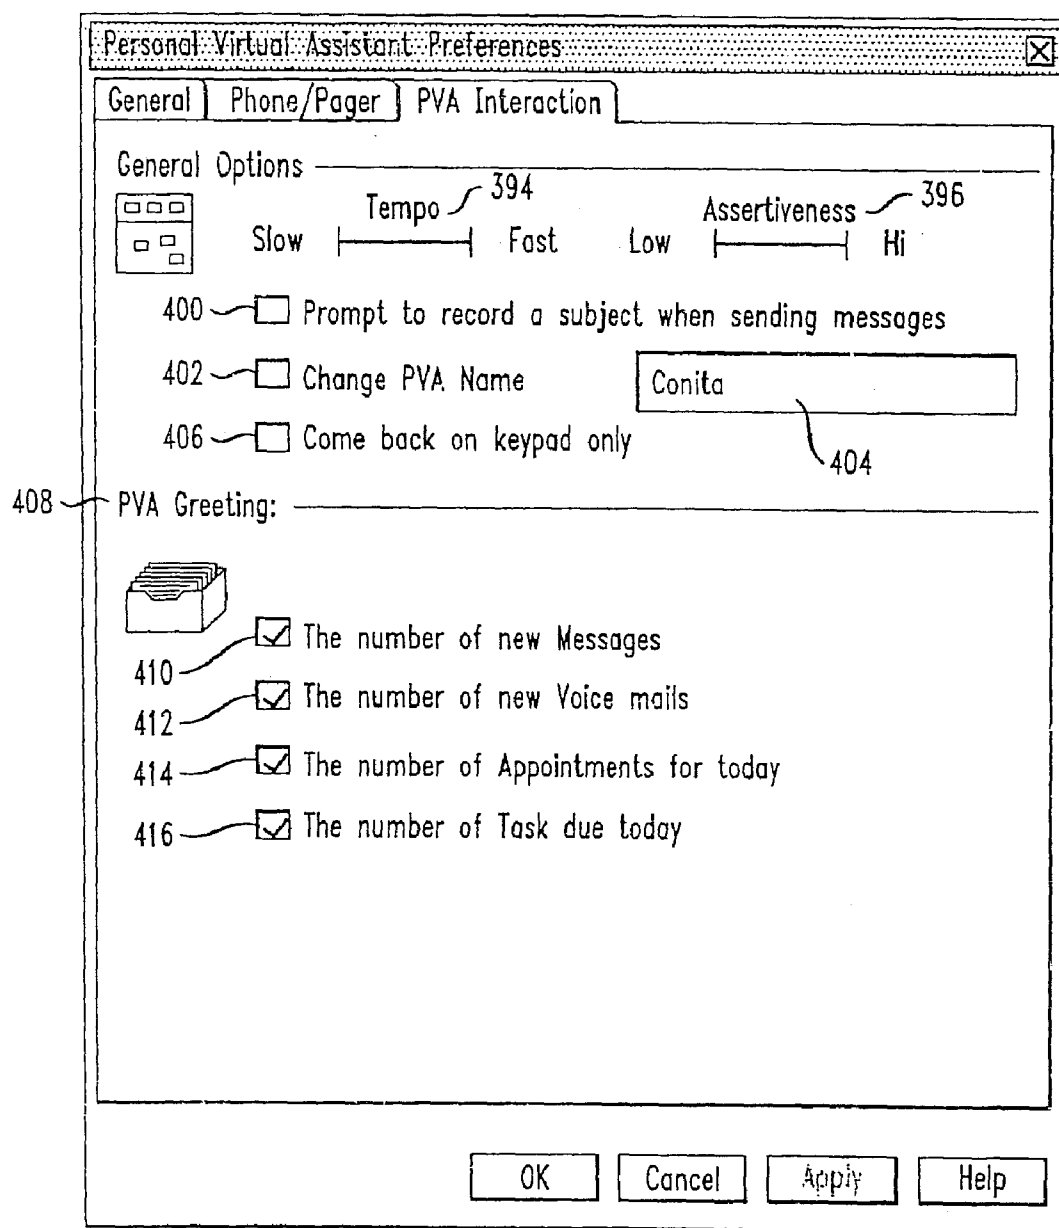 Personal Virtual Assistant Preferences
General Phone/Pager PVA Interaction
General Options
Tempo 394 Assertiveness 396
Slow Fast Low Hi
400 Prompt to record a subject when sending messages
402 Change PVA Name Conita
406 Come back on keypad only 404
408 PVA Greeting:
410 The number of new Messages
412 The number of new Voice mails
414 The number of Appointments for today
416 The number of Task due today
OK Cancel Apply Help